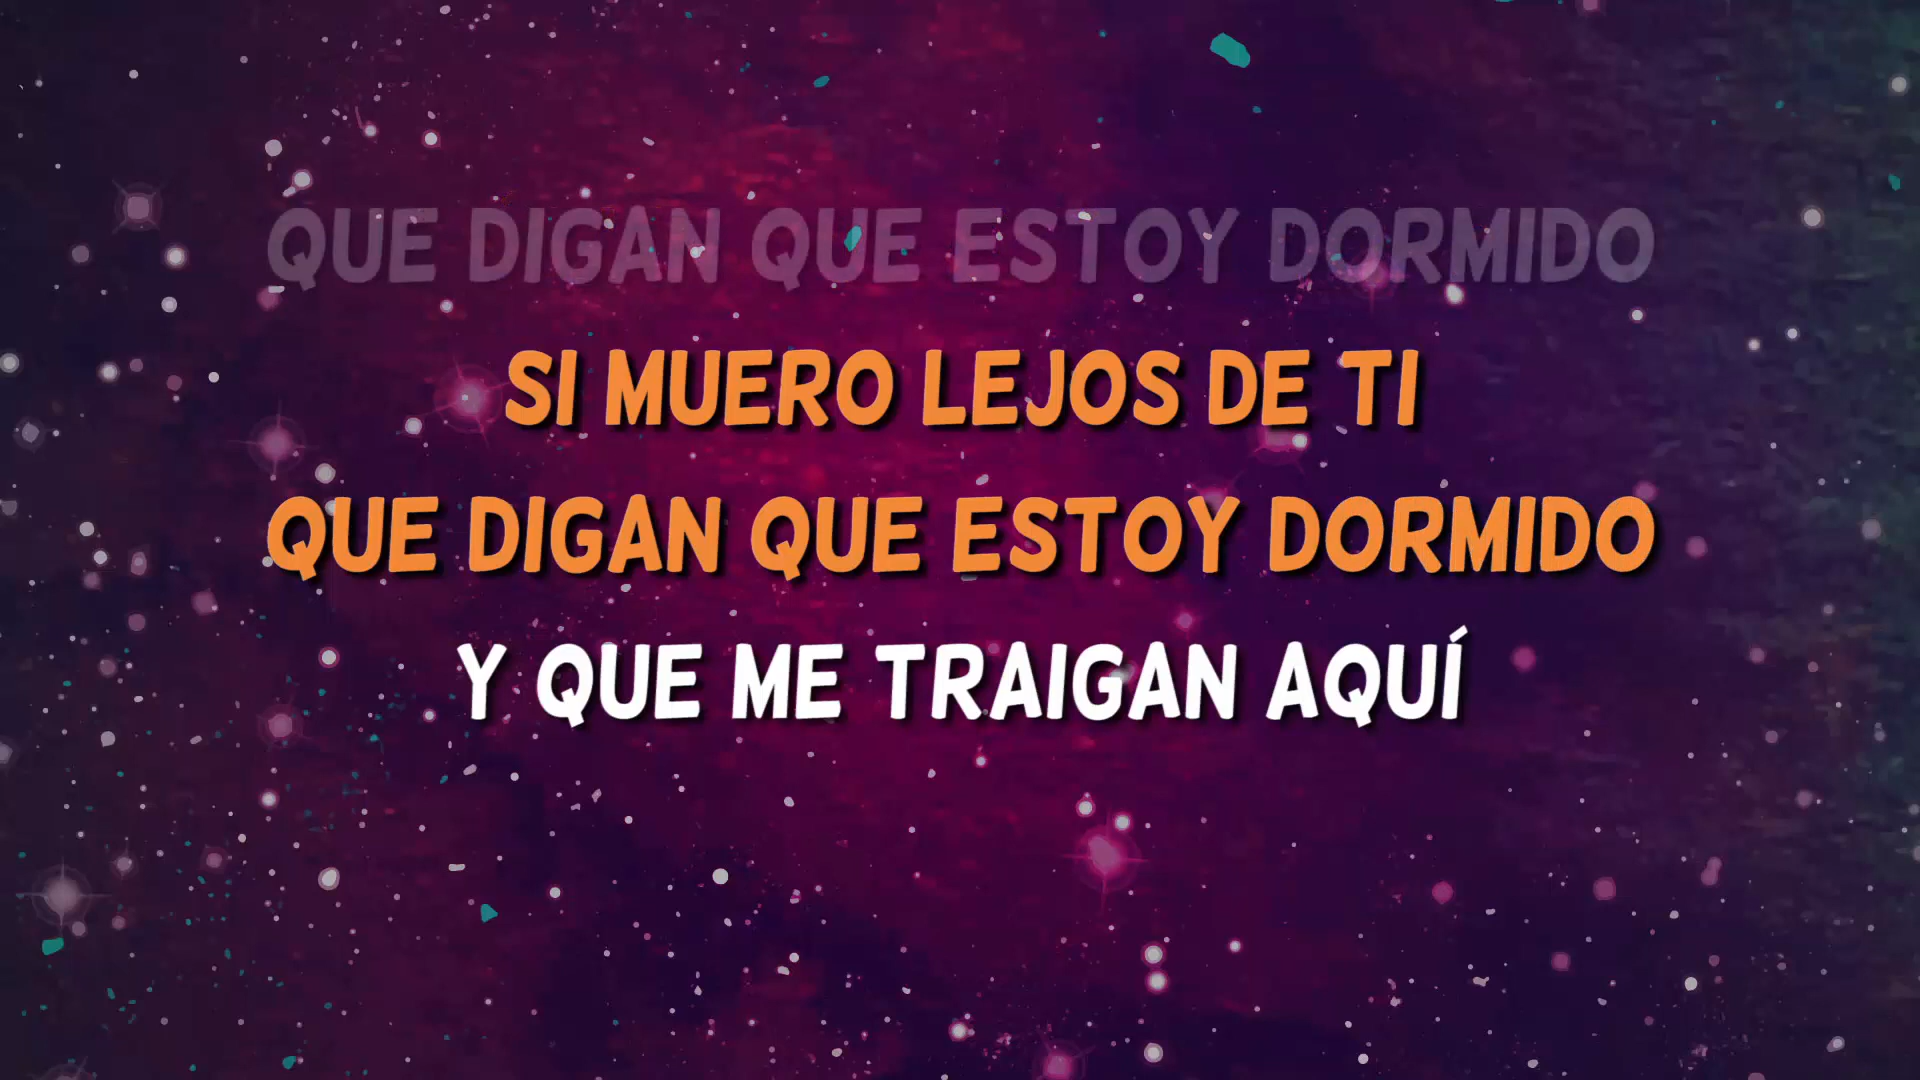 QUE DIGAN QUE ESTOY DORMIDO
SI MUERO LEJOS DE TI
QUE DIGAN QUE ESTOY DORMIDO
Y QUE ME TRAIGAN AQUÍ